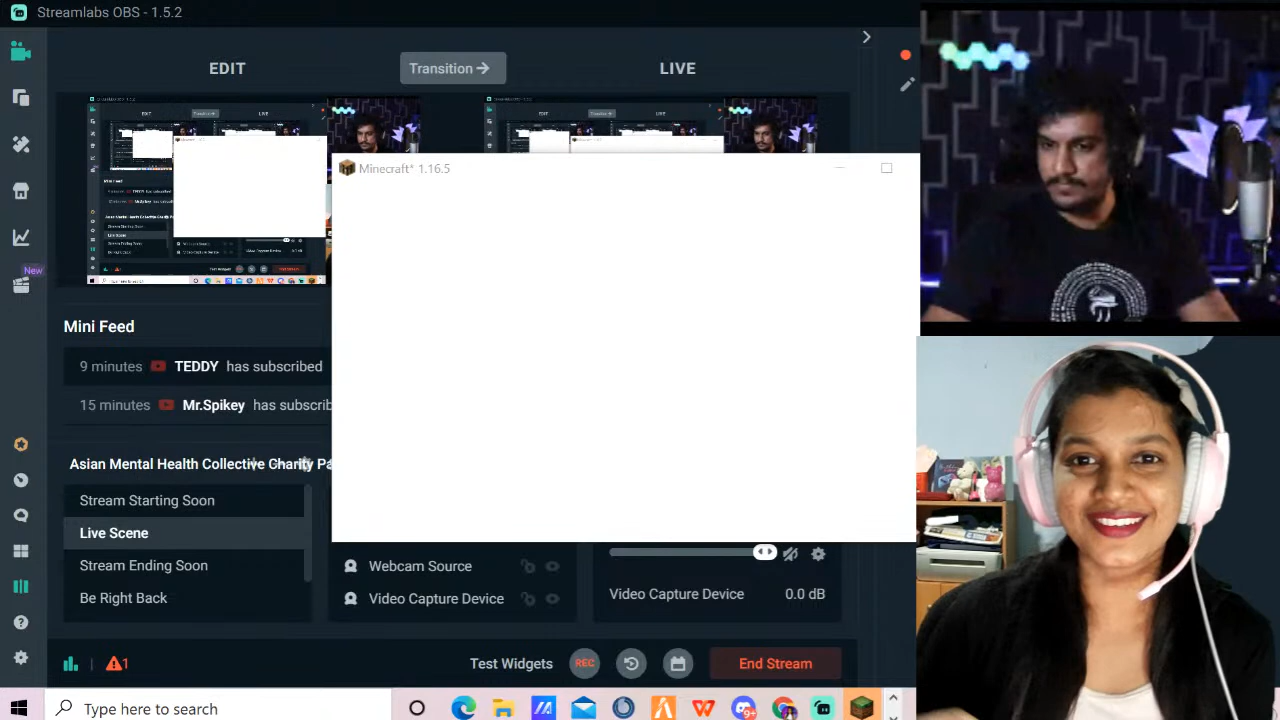 Streamlabs OBS - 1.5.2
EDIT
Transition
LIVE
Minecraft* 1.16.5
New
Mini Feed
9 minutes TEDDY has subscribed
15 minutes Mr.Spikey has subscrib
Asian Mental Health Collective Charity Pa
Stream Starting Soon
Live Scene
Stream Ending Soon
Be Right Back
Webcam Source
Video Capture Device
Video Capture Device 0.0 dB
1
Test Widgets
REC
End Stream
Type here to search
9+